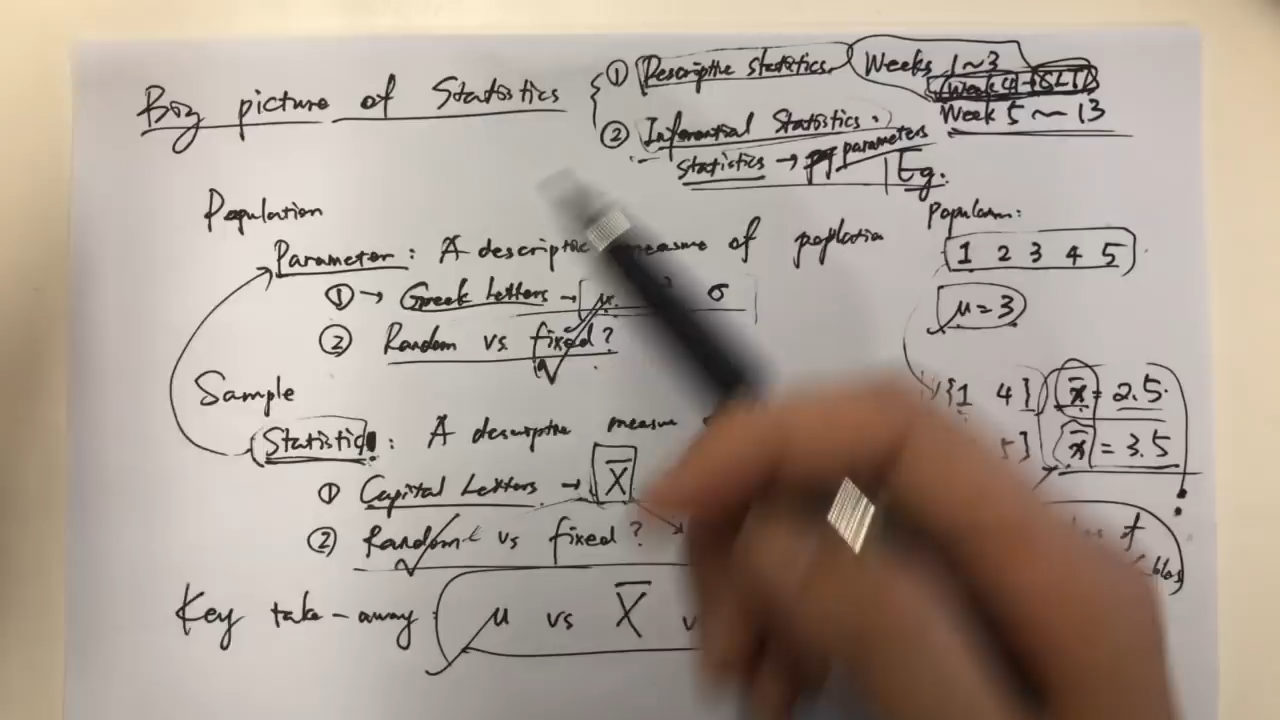 Big picture of Statistics
① Descriptive statistics. Weeks 1~3
Week 4 → SLT
② Inferential Statistics. Week 5 ~ 13
Statistics → parameters
Eg.
Population
Parameter: A descriptive measure of population
① → Greek Letters → μ. σ
② Random vs fixed?
Sample
Statistic: A descriptive measure
① Capital Letters → X̄
② Random vs fixed?
Key take-away: μ vs X̄
1 2 3 4 5
μ = 3
{1 4} x̄ = 2.5
5} x̄ = 3.5
of